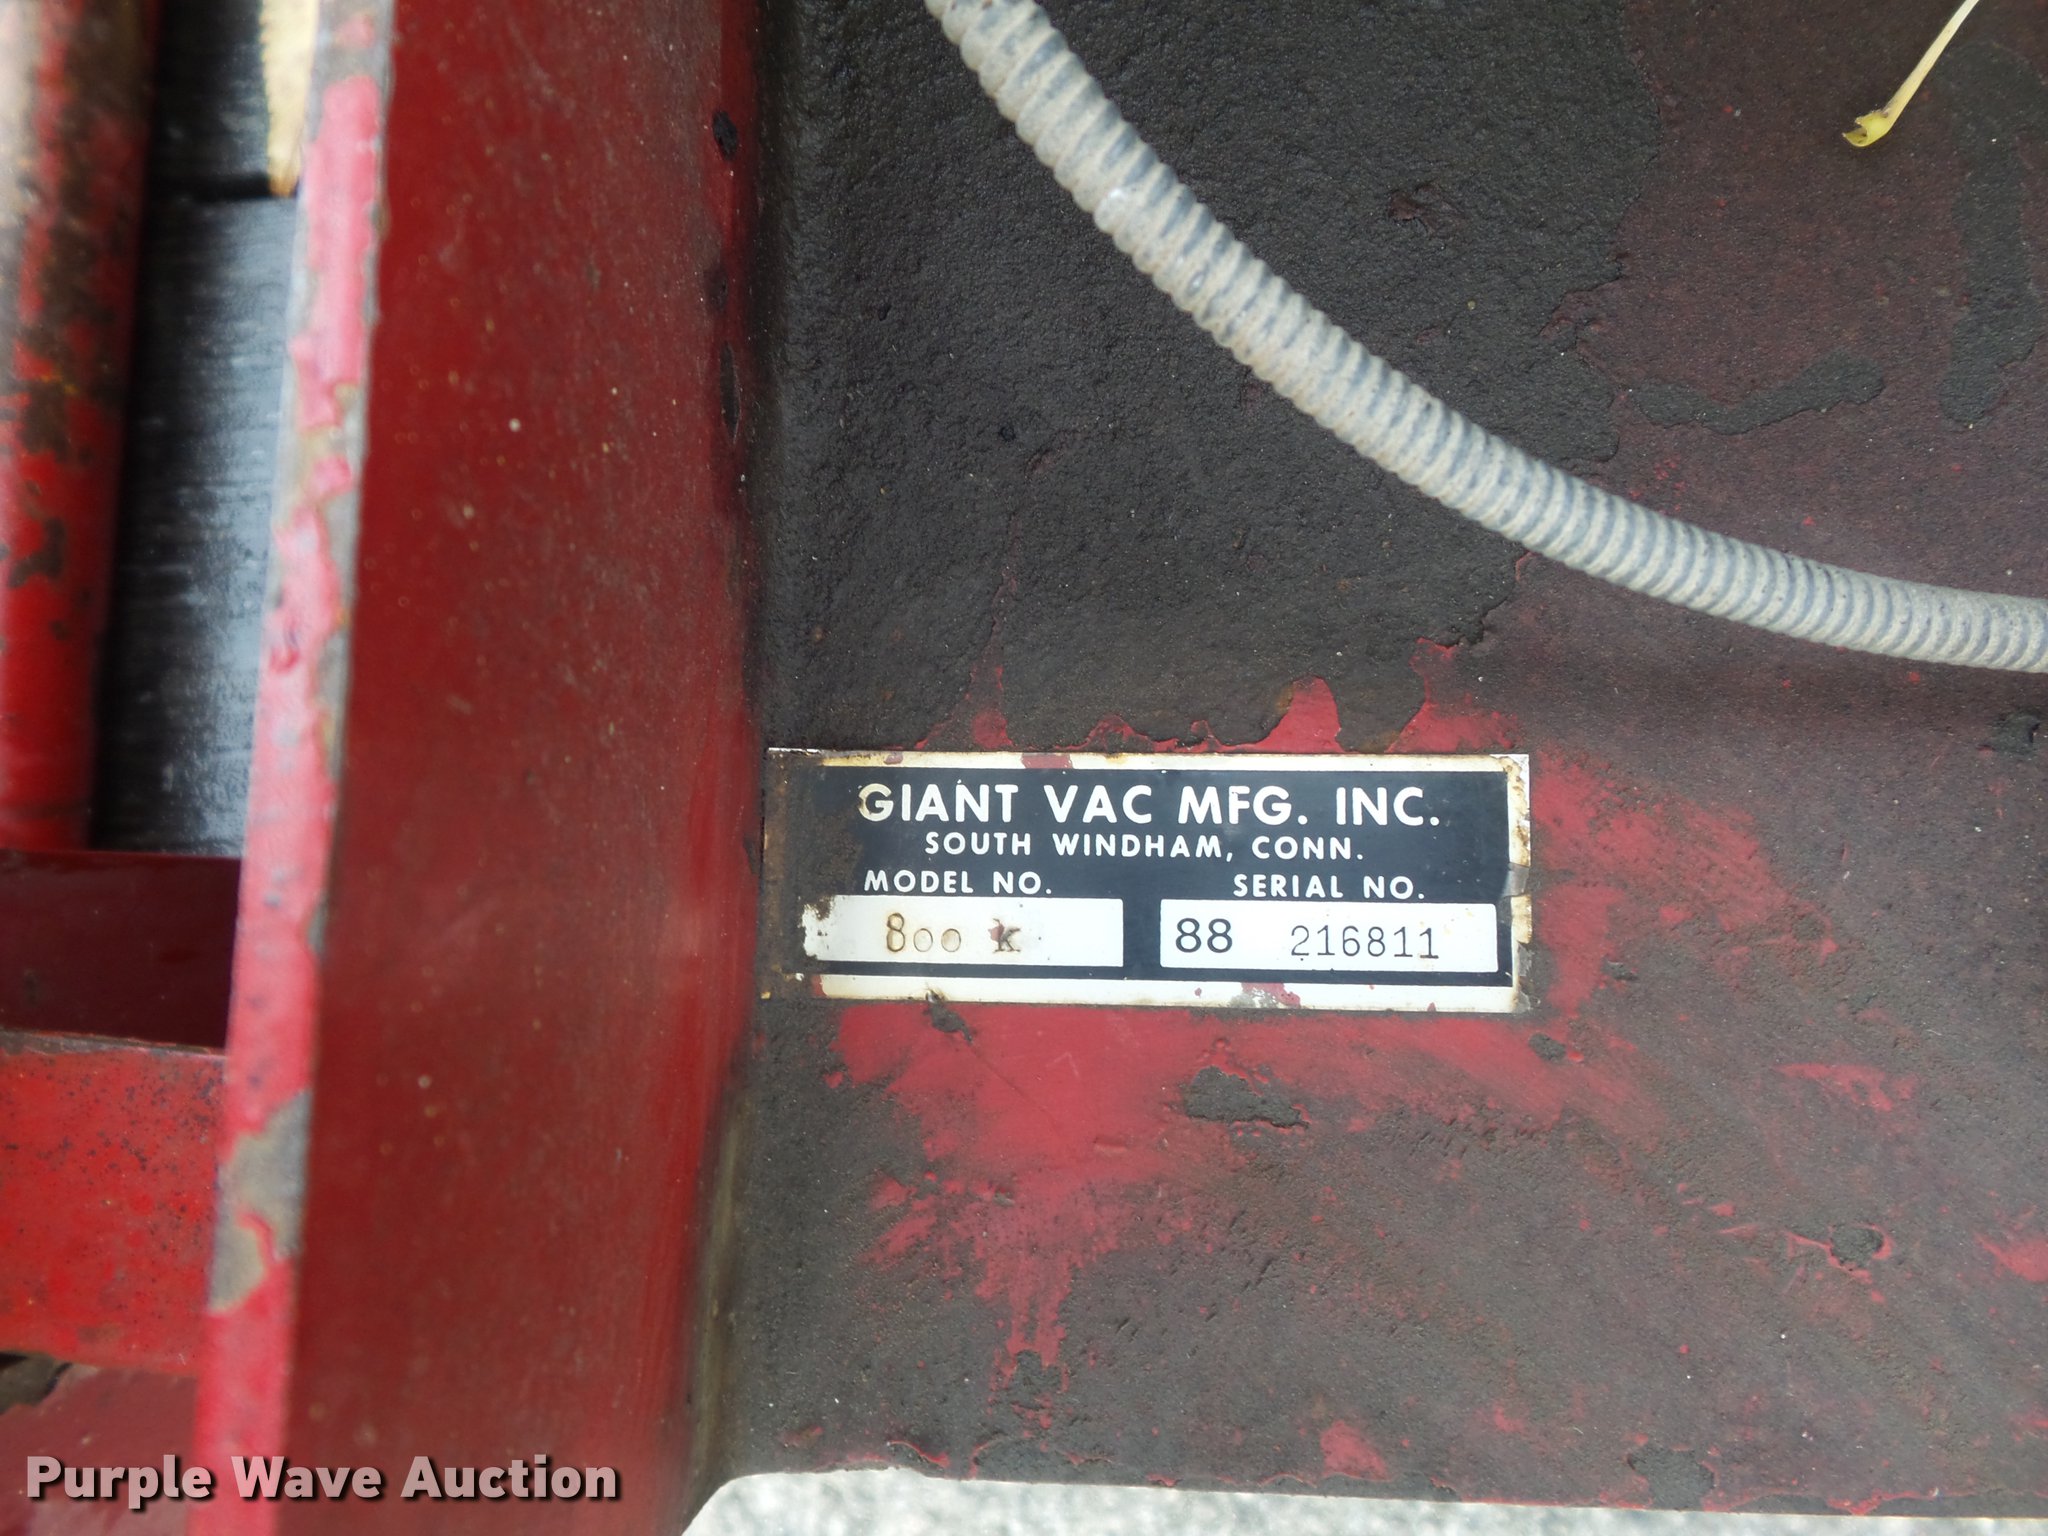 GIANT VAC MFG. INC.
SOUTH WINDHAM, CONN.
MODEL NO. SERIAL NO.
800 K 88 216811
Purple Wave Auction